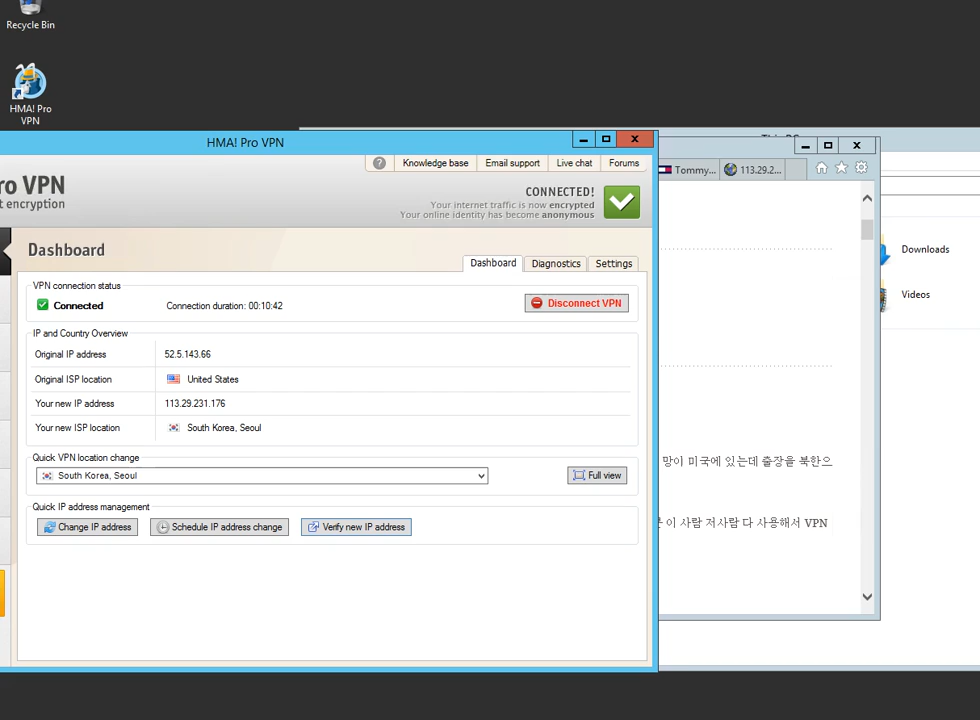 Recycle Bin
HMA! Pro
VPN
HMA! Pro VPN
Knowledge base
Email support
Live chat
Forums
ro VPN
t encryption
CONNECTED!
Your internet traffic is now encrypted
Your online identity has become anonymous
Dashboard
Dashboard
Diagnostics
Settings
VPN connection status
Connected
Connection duration: 00:10:42
Disconnect VPN
IP and Country Overview
Original IP address
52.5.143.66
Original ISP location
United States
Your new IP address
113.29.231.176
Your new ISP location
South Korea, Seoul
Quick VPN location change
South Korea, Seoul
Full view
Quick IP address management
Change IP address
Schedule IP address change
Verify new IP address
Tommy...
113.29.2...
망이 미국에 있는데 출장을 북한으
이 사람 저사람 다 사용해서 VPN
Downloads
Videos